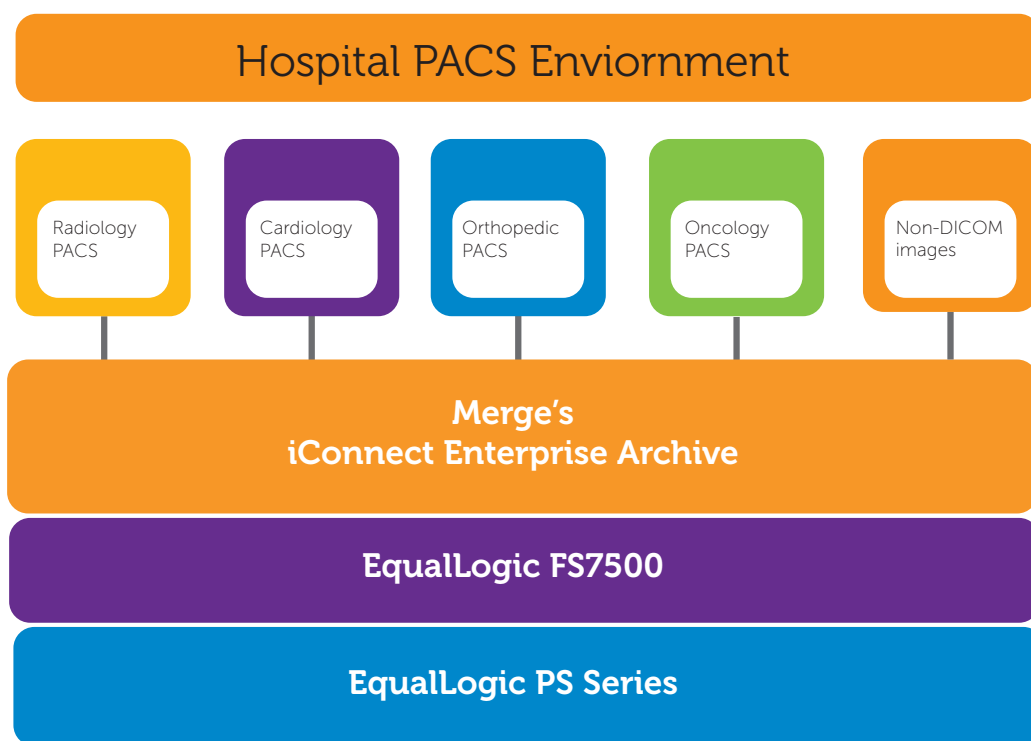 Hospital PACS Enviornment
Radiology
PACS
Cardiology
PACS
Orthopedic
PACS
Oncology
PACS
Non-DICOM
images
Merge’s
iConnect Enterprise Archive
EqualLogic FS7500
EqualLogic PS Series